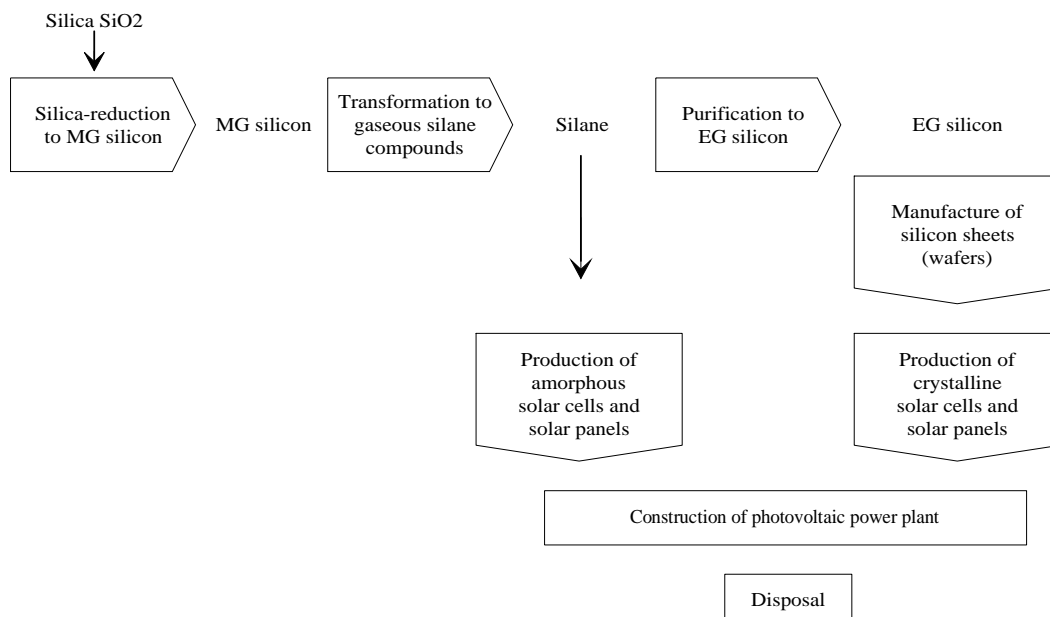 Silica SiO2
Silica-reduction
to MG silicon
MG silicon
Transformation to
gaseous silane
compounds
Silane
Purification to
EG silicon
EG silicon
Manufacture of
silicon sheets
(wafers)
Production of
amorphous
solar cells and
solar panels
Production of
crystalline
solar cells and
solar panels
Construction of photovoltaic power plant
Disposal